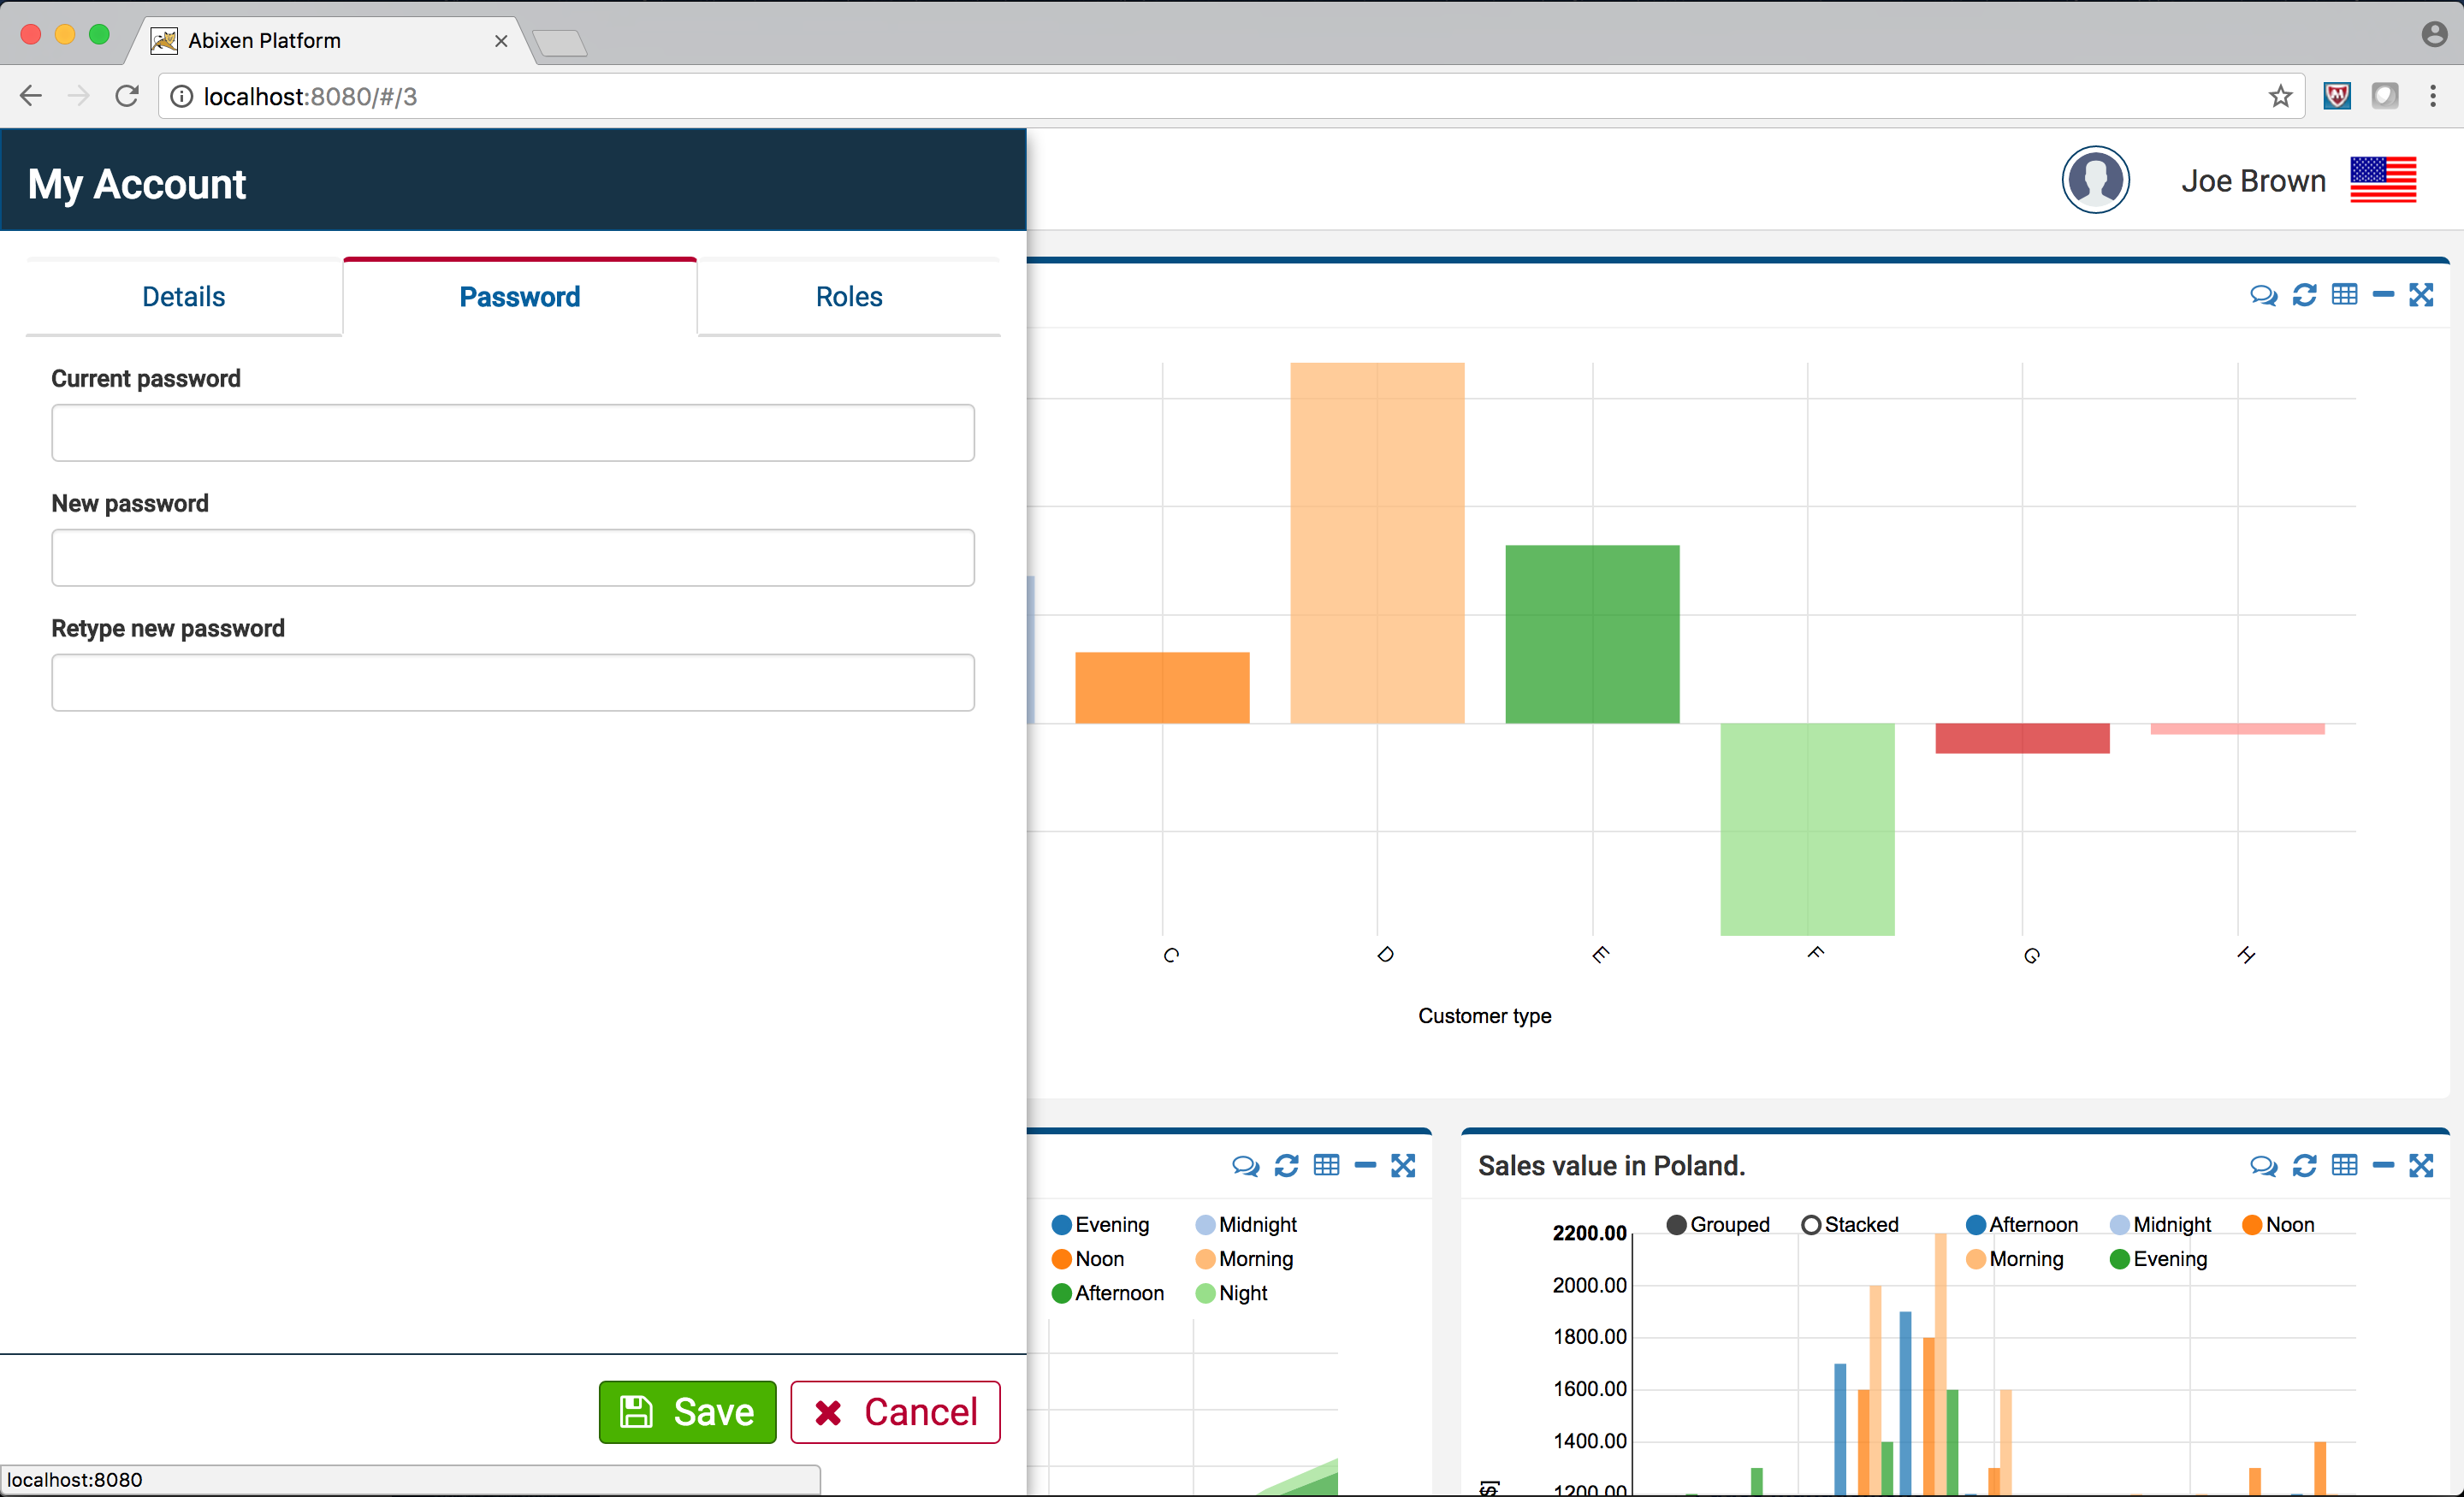 Abixen Platform
localhost:8080/#/3
My Account
Joe Brown
Details
Password
Roles
Current password
New password
Retype new password
C
D
E
F
G
H
Customer type
Evening
Midnight
Noon
Morning
Afternoon
Night
Sales value in Poland.
Grouped
Stacked
Afternoon
Midnight
Noon
Morning
Evening
2200.00
2000.00
1800.00
1600.00
1400.00
1200.00
$]
Save
Cancel
localhost:8080